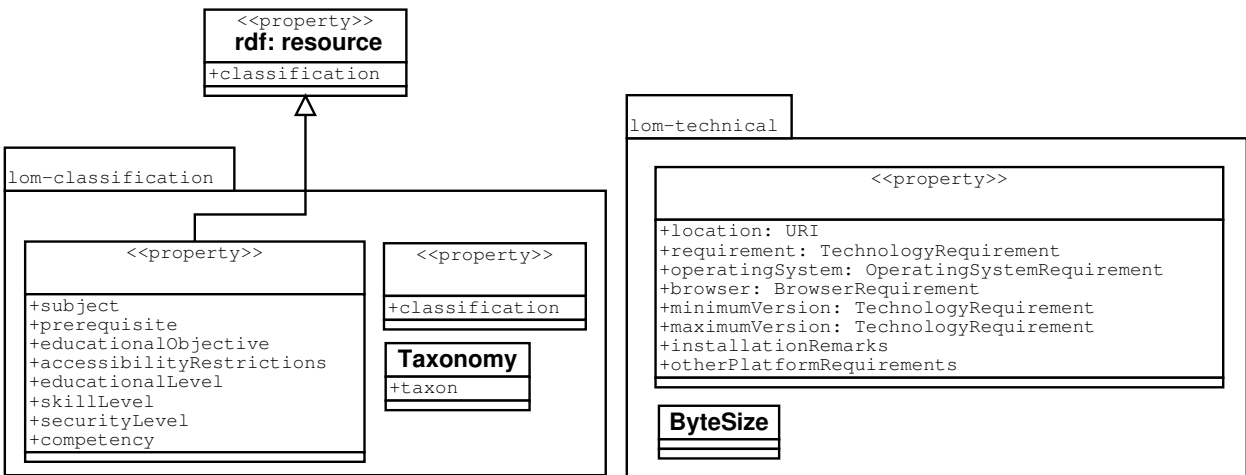 <<property>>
rdf: resource
+classification
lom-classification
<<property>>
+subject
+prerequisite
+educationalObjective
+accessibilityRestrictions
+educationalLevel
+skillLevel
+securityLevel
+competency
<<property>>
+classification
Taxonomy
+taxon
lom-technical
<<property>>
+location: URI
+requirement: TechnologyRequirement
+operatingSystem: OperatingSystemRequirement
+browser: BrowserRequirement
+minimumVersion: TechnologyRequirement
+maximumVersion: TechnologyRequirement
+installationRemarks
+otherPlatformRequirements
ByteSize